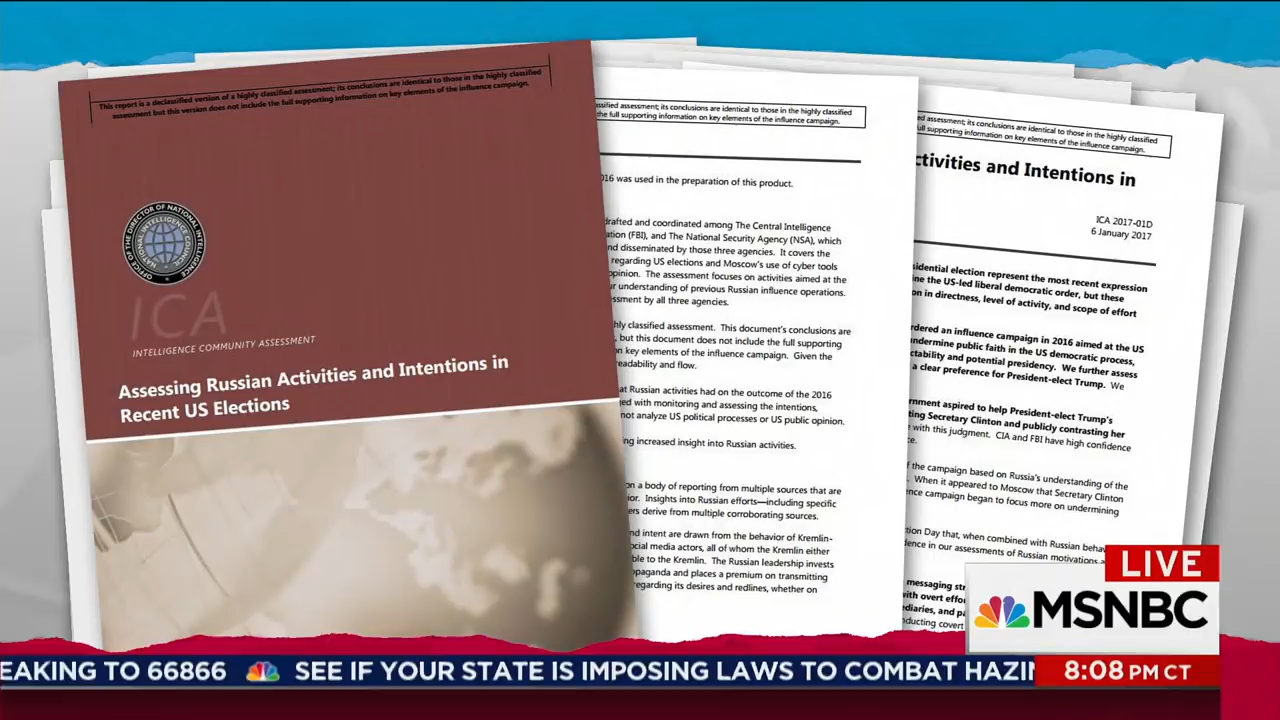 This report is a declassified version of a highly classified assessment; its conclusions are identical to those in the highly classified
assessment but this version does not include the full supporting information on key elements of the influence campaign.
OFFICE OF THE DIRECTOR OF NATIONAL INTELLIGENCE
NATIONAL INTELLIGENCE COUNCIL
ICA
INTELLIGENCE COMMUNITY ASSESSMENT
Assessing Russian Activities and Intentions in
Recent US Elections
assified assessment; its conclusions are identical to those in the highly classified
the full supporting information on key elements of the influence campaign.
016 was used in the preparation of this product.
drafted and coordinated among The Central Intelligence
ation (FBI), and The National Security Agency (NSA), which
nd disseminated by those three agencies. It covers the
regarding US elections and Moscow's use of cyber tools
opinion. The assessment focuses on activities aimed at the
r understanding of previous Russian influence operations.
ssment by all three agencies.
hly classified assessment. This document's conclusions are
, but this document does not include the full supporting
n key elements of the influence campaign. Given the
readability and flow.
at Russian activities had on the outcome of the 2016
ed with monitoring and assessing the intentions,
not analyze US political processes or US public opinion.
ng increased insight into Russian activities.
on a body of reporting from multiple sources that are
ior. Insights into Russian efforts—including specific
ers derive from multiple corroborating sources.
nd intent are drawn from the behavior of Kremlin-
ocial media actors, all of whom the Kremlin either
ble to the Kremlin. The Russian leadership invests
opaganda and places a premium on transmitting
regarding its desires and redlines, whether on
ed assessment; its conclusions are identical to those in the highly classified
ull supporting information on key elements of the influence campaign.
ctivities and Intentions in
ICA 2017-01D
6 January 2017
sidential election represent the most recent expression
ine the US-led liberal democratic order, but these
on in directness, level of activity, and scope of effort
rdered an influence campaign in 2016 aimed at the US
ndermine public faith in the US democratic process,
ctability and potential presidency. We further assess
a clear preference for President-elect Trump. We
rnment aspired to help President-elect Trump's
ting Secretary Clinton and publicly contrasting her
with this judgment. CIA and FBI have high confidence
ce.
f the campaign based on Russia's understanding of the
. When it appeared to Moscow that Secretary Clinton
ence campaign began to focus more on undermining
ction Day that, when combined with Russian behav
dence in our assessments of Russian motivations a
messaging str
with overt effor
ediaries, and pa
nducting covert
LIVE
MSNBC
EAKING TO 66866
SEE IF YOUR STATE IS IMPOSING LAWS TO COMBAT HAZIN
8:08 PM CT